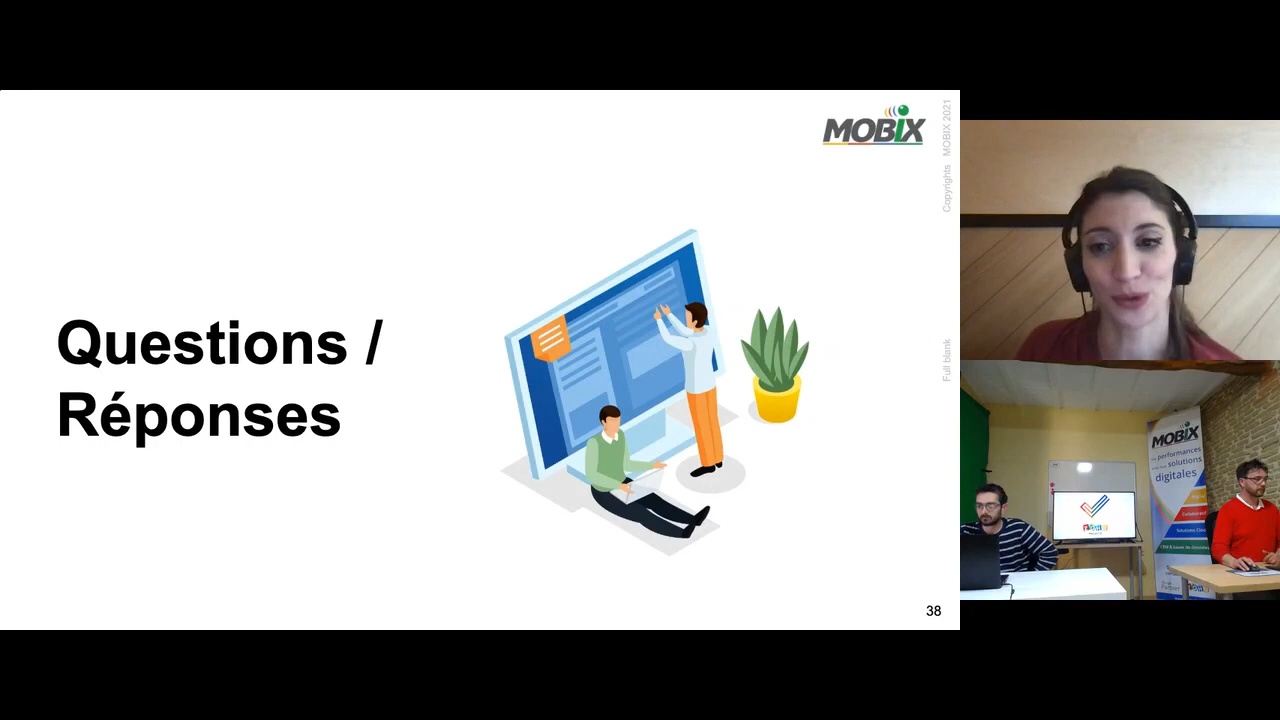 MOBIX
Copyrights MOBIX 2021
Questions /
Réponses
Full blank
38
MOBIX
performances
solutions
digitales